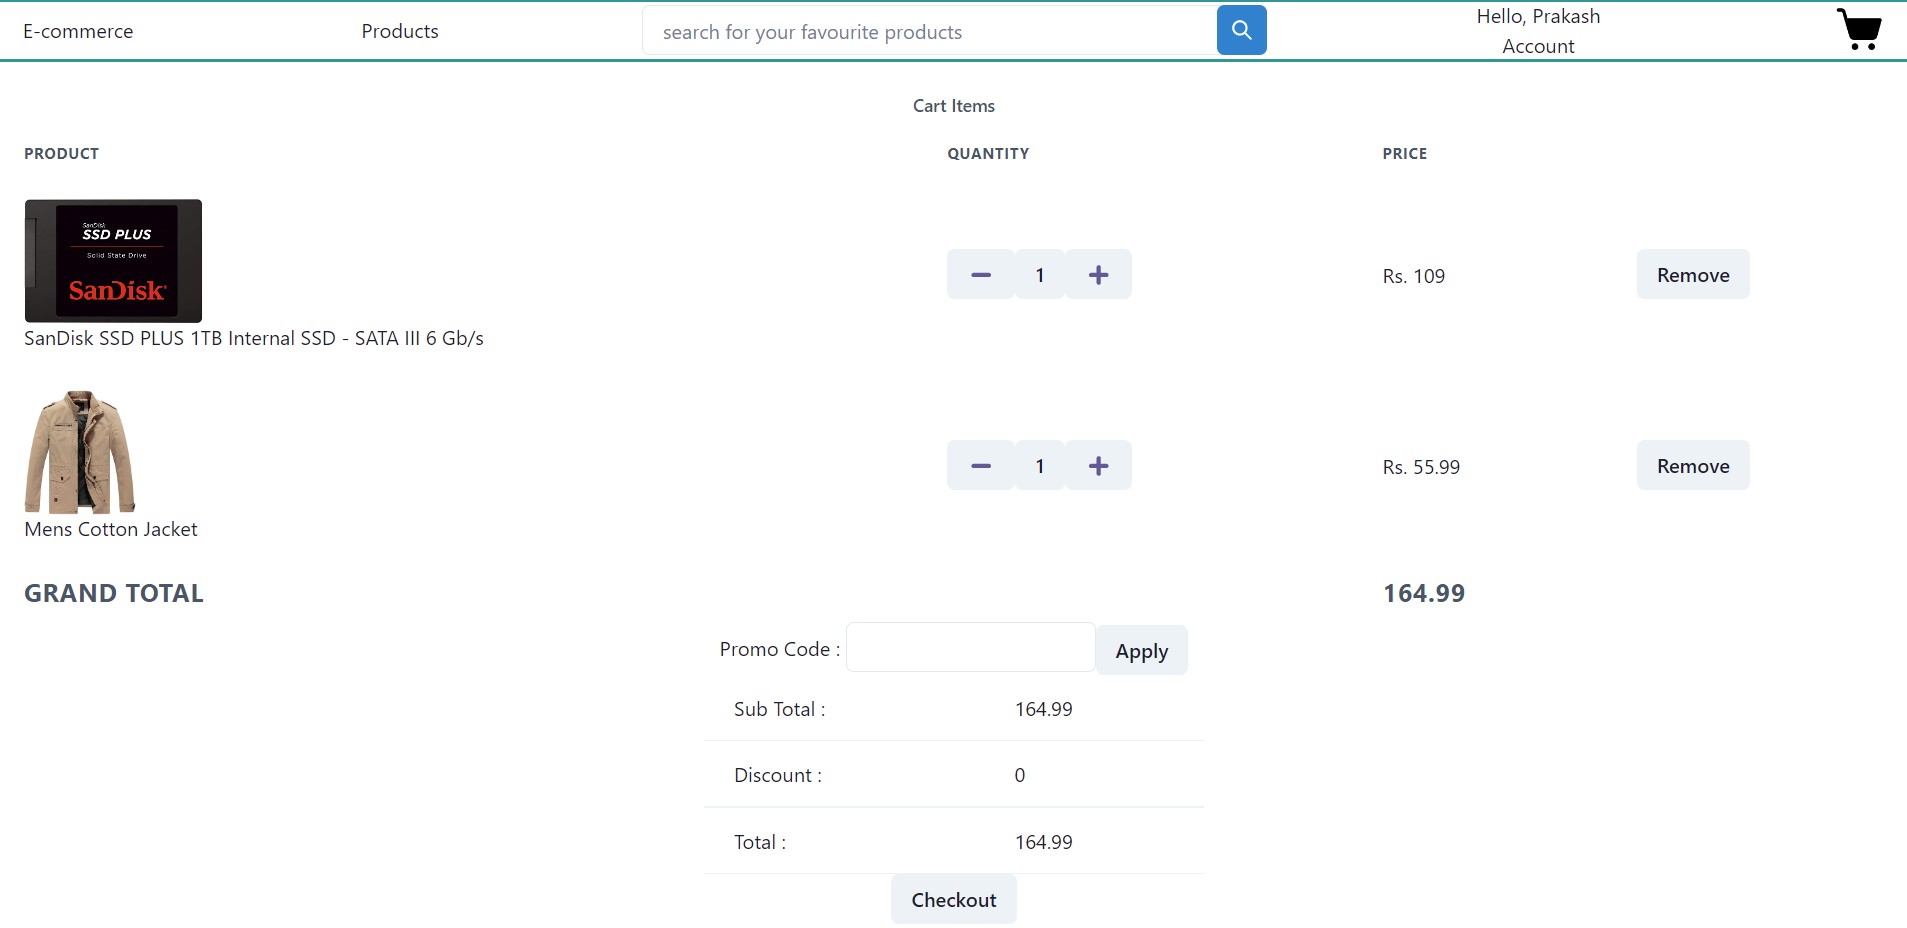 E-commerce
Products
search for your favourite products
Hello, Prakash
Account
Cart Items
PRODUCT QUANTITY PRICE
SanDisk
SSD PLUS
Solid State Drive
SanDisk
SanDisk SSD PLUS 1TB Internal SSD - SATA III 6 Gb/s
1
Rs. 109
Remove
Mens Cotton Jacket
1
Rs. 55.99
Remove
GRAND TOTAL 164.99
Promo Code : Apply
Sub Total : 164.99
Discount : 0
Total : 164.99
Checkout